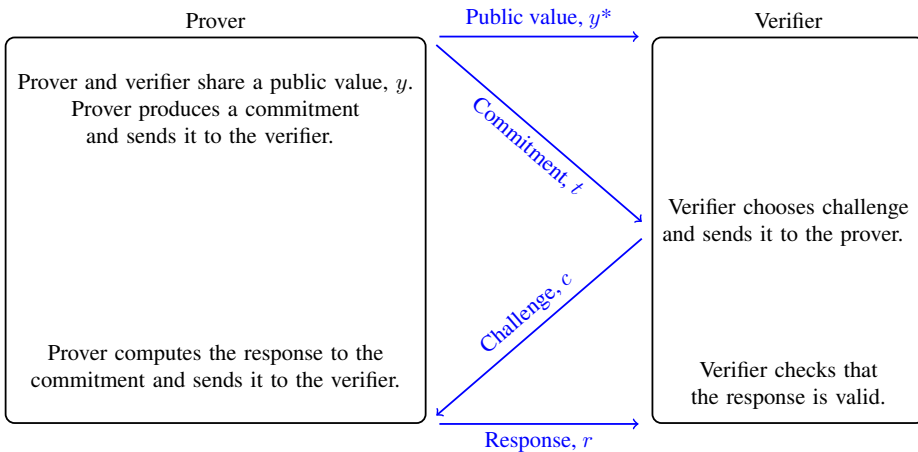 Prover
Public value, y*
Verifier
Prover and verifier share a public value, y.
Prover produces a commitment
and sends it to the verifier.
Commitment, t
Verifier chooses challenge
and sends it to the prover.
Challenge, c
Prover computes the response to the
commitment and sends it to the verifier.
Verifier checks that
the response is valid.
Response, r